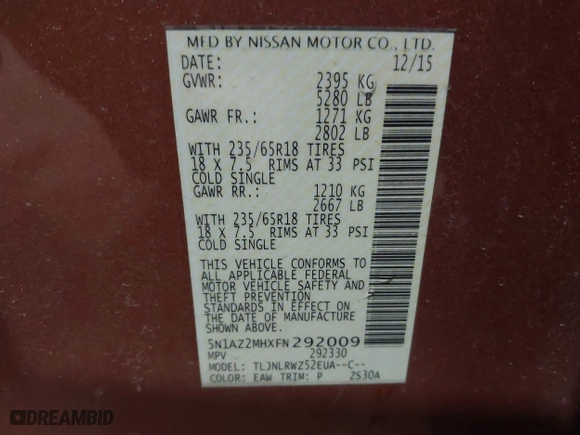 MFD BY NISSAN MOTOR CO., LTD.
DATE: 12/15
GVWR: 2395 KG
5280 LB
GAWR FR.: 1271 KG
2802 LB
WITH 235/65R18 TIRES
18 X 7.5 RIMS AT 33 PSI
COLD SINGLE
GAWR RR.: 1210 KG
2667 LB
WITH 235/65R18 TIRES
18 X 7.5 RIMS AT 33 PSI
COLD SINGLE
THIS VEHICLE CONFORMS TO
ALL APPLICABLE FEDERAL
MOTOR VEHICLE SAFETY AND
THEFT PREVENTION
STANDARDS IN EFFECT ON
THE DATE OF MANUFACTURE
SHOWN ABOVE.
5N1AZ2MHXFN292009
MPV 292330
MODEL: TLJNLRWZ52EUA--C--
COLOR: EAW TRIM: P ZS30A
DREAMBID